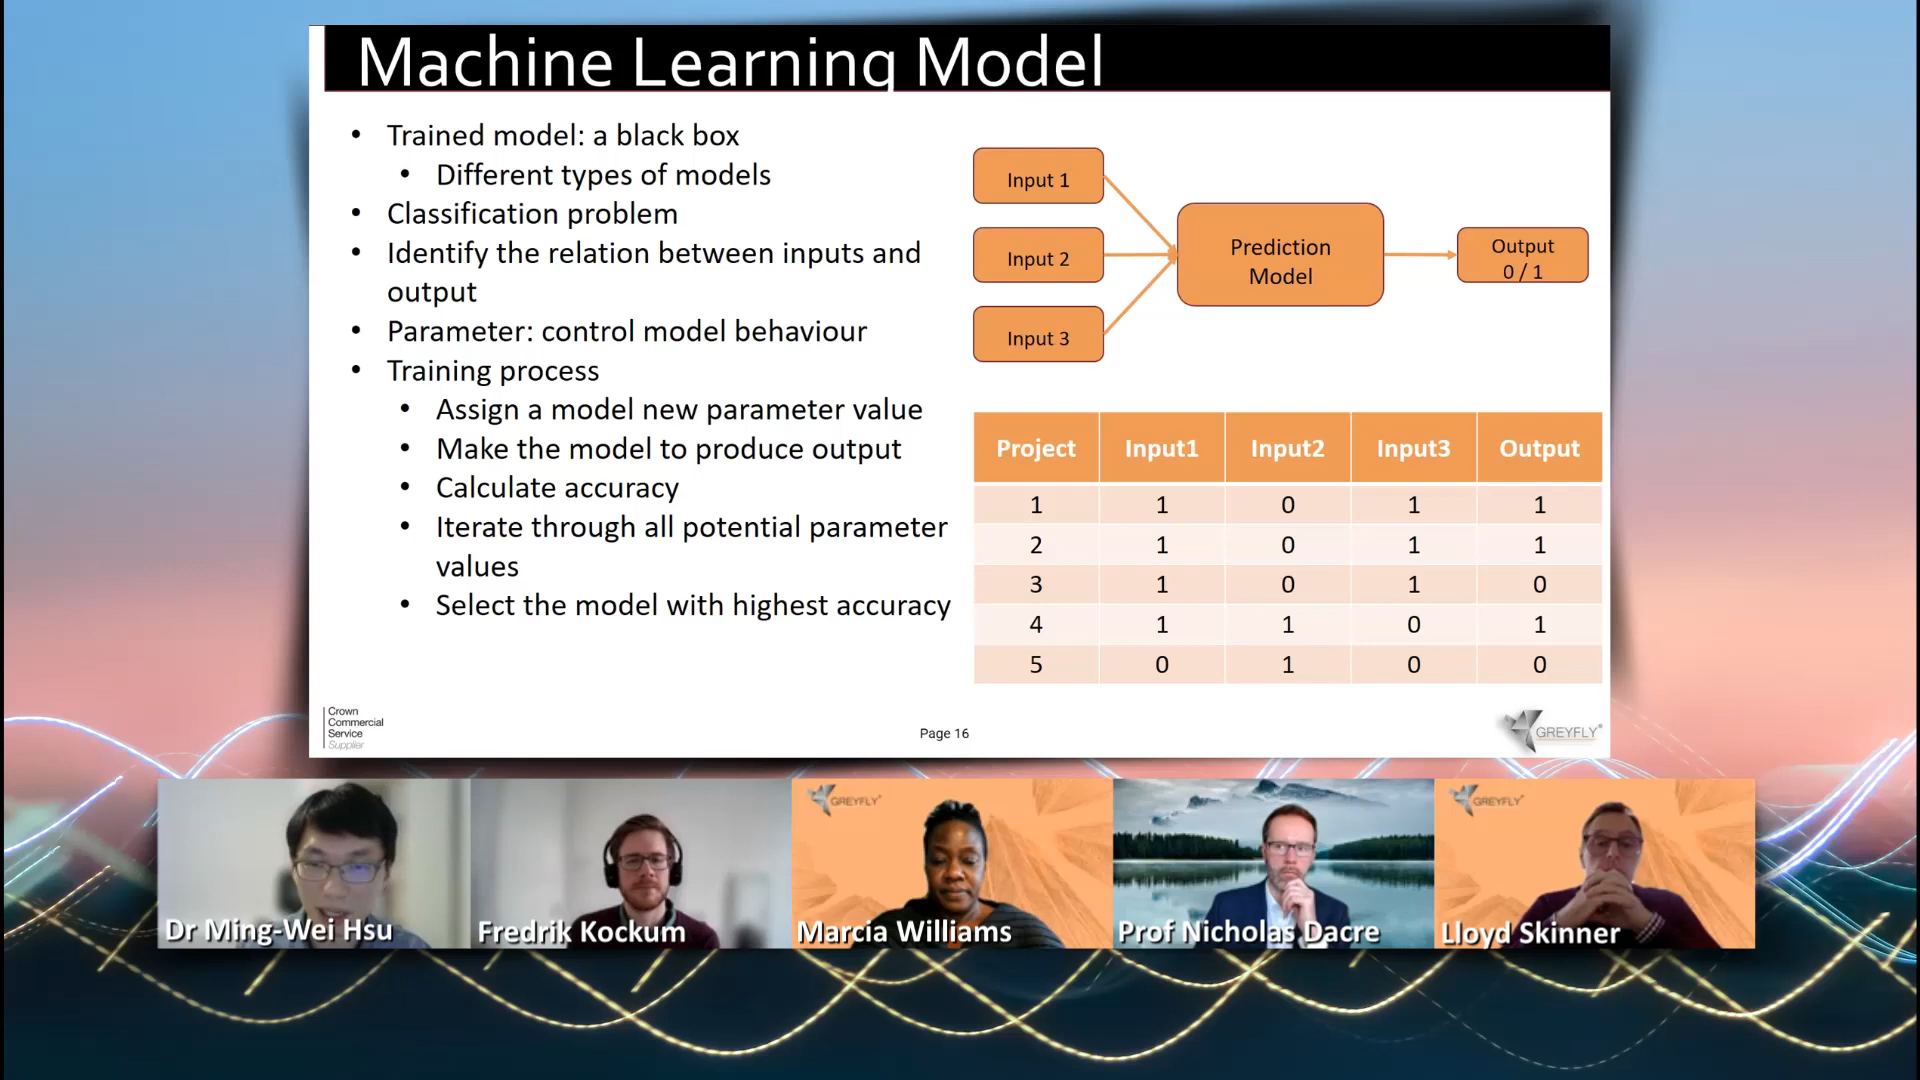 Machine Learning Model
• Trained model: a black box
• Different types of models
• Classification problem
• Identify the relation between inputs and
output
• Parameter: control model behaviour
• Training process
• Assign a model new parameter value
• Make the model to produce output
• Calculate accuracy
• Iterate through all potential parameter
values
• Select the model with highest accuracy
Input 1
Input 2
Input 3
Prediction
Model
Output
0 / 1
Project Input1 Input2 Input3 Output
1 1 0 1 1
2 1 0 1 1
3 1 0 1 0
4 1 1 0 1
5 0 1 0 0
Crown
Commercial
Service
Supplier
Page 16
GREYFLY®
GREYFLY®
GREYFLY®
Dr Ming-Wei Hsu
Fredrik Kockum
Marcia Williams
Prof Nicholas Dacre
Lloyd Skinner